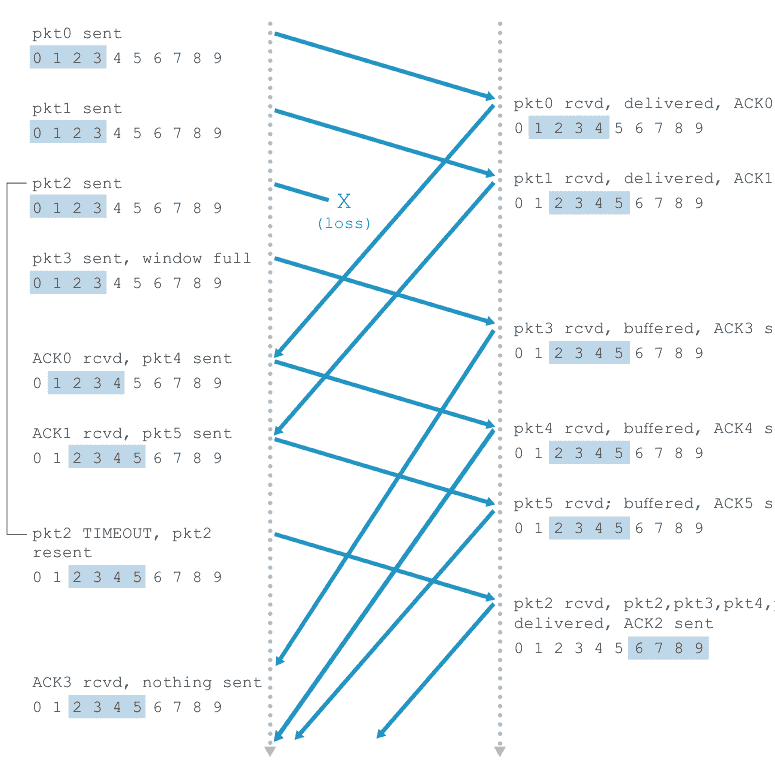 pkt0 sent
0 1 2 3 4 5 6 7 8 9
pkt1 sent
0 1 2 3 4 5 6 7 8 9
pkt2 sent
0 1 2 3 4 5 6 7 8 9
pkt3 sent, window full
0 1 2 3 4 5 6 7 8 9
ACK0 rcvd, pkt4 sent
0 1 2 3 4 5 6 7 8 9
ACK1 rcvd, pkt5 sent
0 1 2 3 4 5 6 7 8 9
pkt2 TIMEOUT, pkt2
resent
0 1 2 3 4 5 6 7 8 9
ACK3 rcvd, nothing sent
0 1 2 3 4 5 6 7 8 9
X
(loss)
pkt0 rcvd, delivered, ACK0
0 1 2 3 4 5 6 7 8 9
pkt1 rcvd, delivered, ACK1
0 1 2 3 4 5 6 7 8 9
pkt3 rcvd, buffered, ACK3 s
0 1 2 3 4 5 6 7 8 9
pkt4 rcvd, buffered, ACK4 s
0 1 2 3 4 5 6 7 8 9
pkt5 rcvd; buffered, ACK5 s
0 1 2 3 4 5 6 7 8 9
pkt2 rcvd, pkt2,pkt3,pkt4,
delivered, ACK2 sent
0 1 2 3 4 5 6 7 8 9